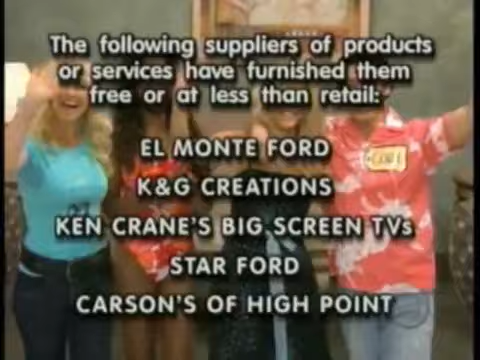 The following suppliers of products
or services have furnished them
free or at less than retail:
EL MONTE FORD
K&G CREATIONS
KEN CRANE'S BIG SCREEN TVs
STAR FORD
CARSON'S OF HIGH POINT